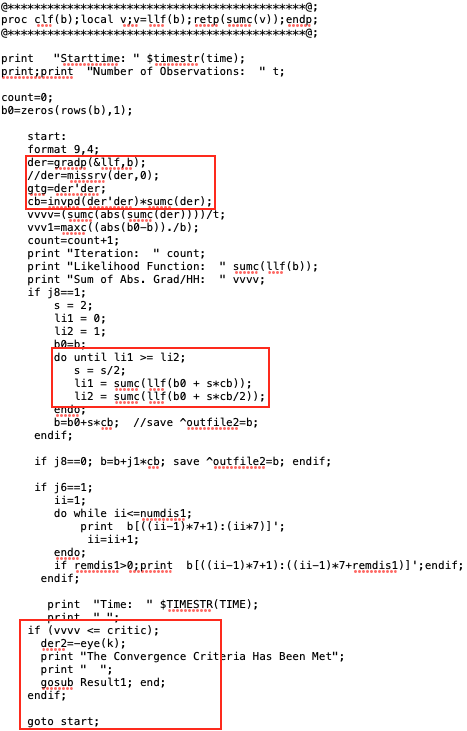 @**********************************************@;
proc clf(b);local v;v=llf(b);retp(sumc(v));endp;
@**********************************************@;
print "Starttime: " $timestr(time);
print;print "Number of Observations: " t;
count=0;
b0=zeros(rows(b),1);
start:
format 9,4;
der=gradp(&llf,b);
//der=missrv(der,0);
gtg=der'der;
cb=invpd(der'der)*sumc(der);
vvvv=(sumc(abs(sumc(der))))/t;
vvv1=maxc((abs(b0-b))./b);
count=count+1;
print "Iteration: " count;
print "Likelihood Function: " sumc(llf(b));
print "Sum of Abs. Grad/HH: " vvvv;
if j8==1;
s = 2;
li1 = 0;
li2 = 1;
b0=b;
do until li1 >= li2;
s = s/2;
li1 = sumc(llf(b0 + s*cb));
li2 = sumc(llf(b0 + s*cb/2));
endo;
b=b0+s*cb; //save ^outfile2=b;
endif;
if j8==0; b=b+j1*cb; save ^outfile2=b; endif;
if j6==1;
ii=1;
do while ii<=numdis1;
print b[((ii-1)*7+1):(ii*7)]';
ii=ii+1;
endo;
if remdis1>0;print b[((ii-1)*7+1):((ii-1)*7+remdis1)]';endif;
endif;
print "Time: " $TIMESTR(TIME);
print " ";
if (vvvv <= critic);
der2=-eye(k);
print "The Convergence Criteria Has Been Met";
print " ";
gosub Result1; end;
endif;
goto start;